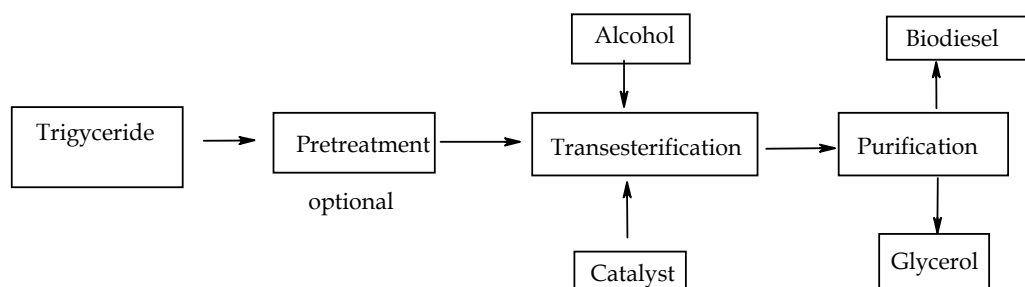 Alcohol
Biodiesel
Trigyceride
Pretreatment
Transesterification
Purification
optional
Catalyst
Glycerol